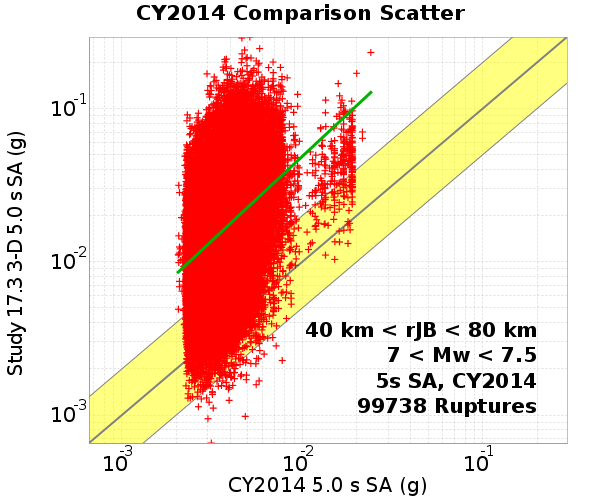 CY2014 Comparison Scatter
Study 17.3 3-D 5.0 s SA (g)
10-1
10-2
10-3
40 km < rJB < 80 km
7 < Mw < 7.5
5s SA, CY2014
99738 Ruptures
10-3 10-2 10-1
CY2014 5.0 s SA (g)